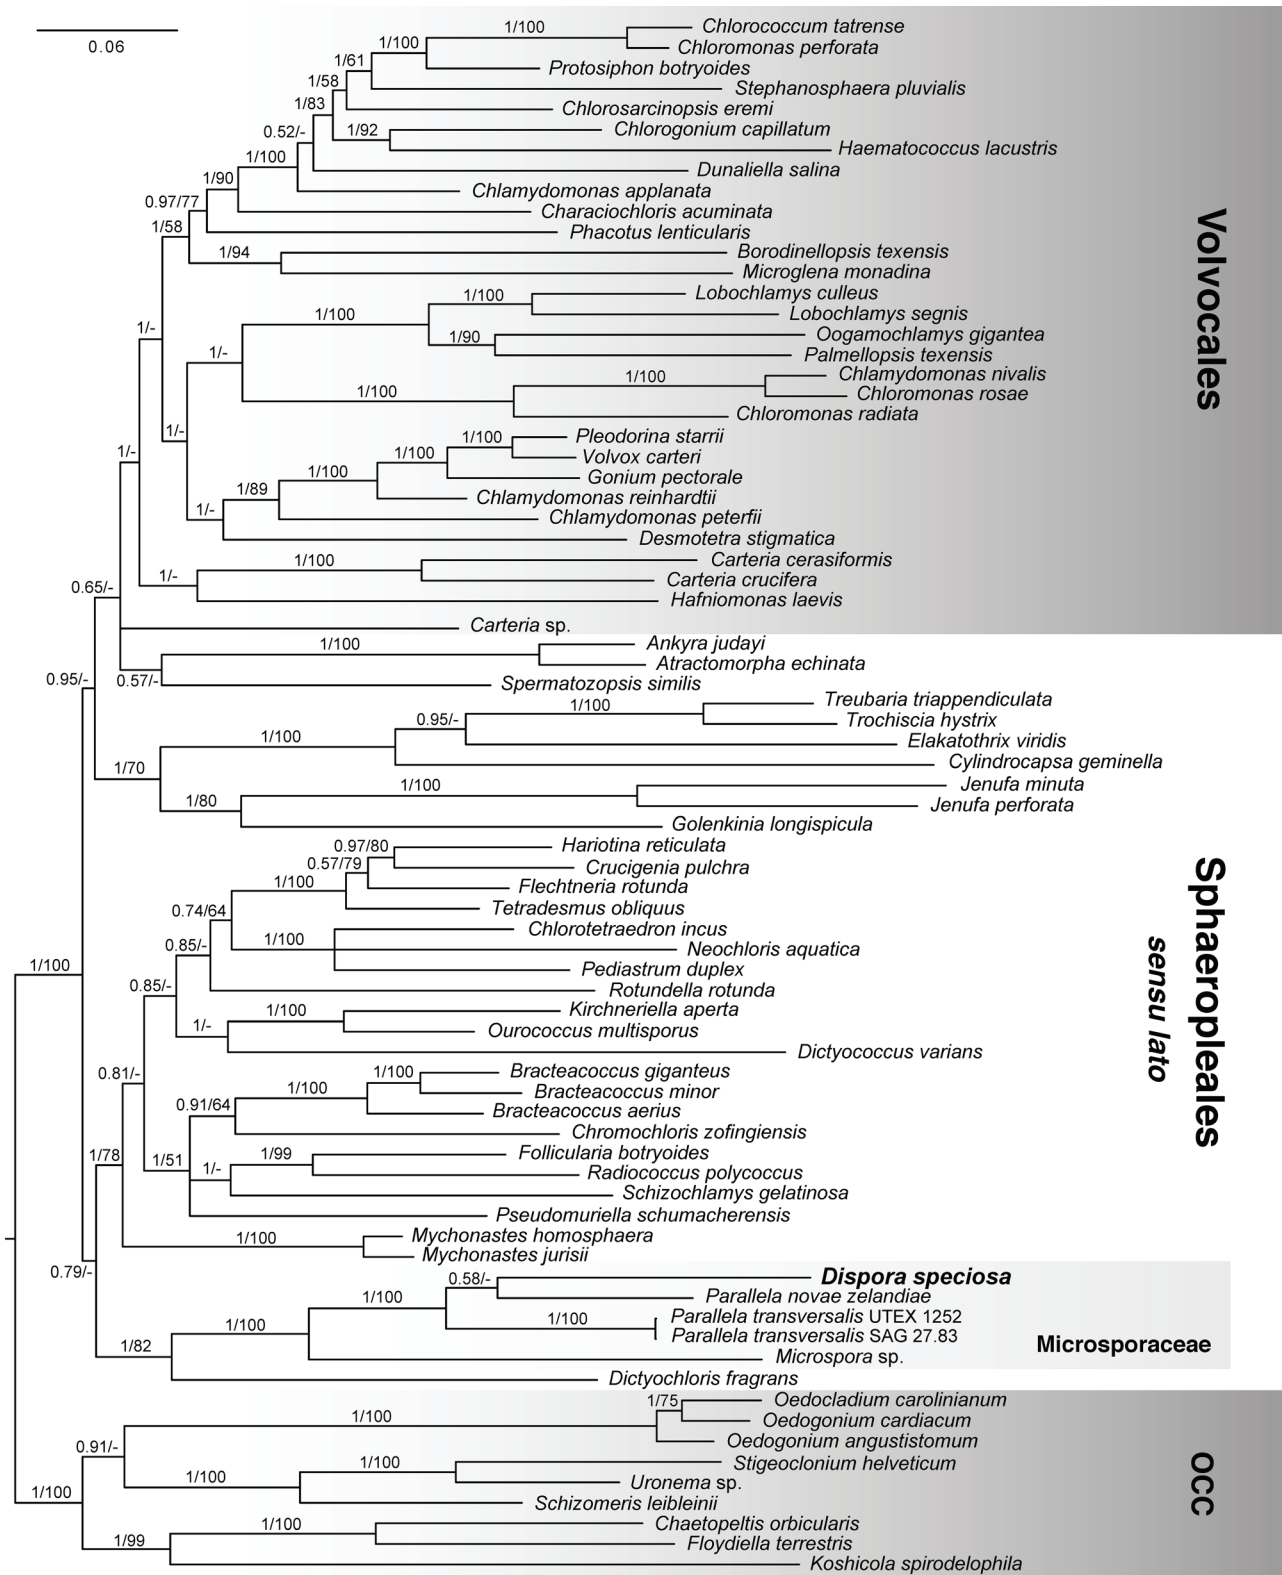 0.06
1/100
Chlorococcum tatrense
1/100
Chloromonas perforata
1/61
Protosiphon botryoides
1/58
Stephanosphaera pluvialis
1/83
Chlorosarcinopsis eremi
0.52/-
1/92
Chlorogonium capillatum
Haematococcus lacustris
1/100
Dunaliella salina
1/90
Chlamydomonas applanata
0.97/77
Characiochloris acuminata
1/58
Phacotus lenticularis
1/94
Borodinellopsis texensis
Microglena monadina
1/100
Lobochlamys culleus
1/100
Lobochlamys segnis
1/-
1/90
Oogamochlamys gigantea
1/-
Palmellopsis texensis
1/100
Chlamydomonas nivalis
1/100
Chloromonas rosae
Chloromonas radiata
Volvocales
1/-
1/100
Pleodorina starrii
1/-
1/100
Volvox carteri
1/100
Gonium pectorale
1/89
Chlamydomonas reinhardtii
1/-
Chlamydomonas peterfii
Desmotetra stigmatica
1/100
Carteria cerasiformis
1/-
Carteria crucifera
0.65/-
Hafniomonas laevis
Carteria sp.
1/100
Ankyra judayi
Atractomorpha echinata
0.95/-
0.57/-
Spermatozopsis similis
1/100
Treubaria triappendiculata
0.95/-
Trochiscia hystrix
1/100
Elakatothrix viridis
1/70
Cylindrocapsa geminella
1/100
Jenufa minuta
1/80
Jenufa perforata
Golenkinia longispicula
0.97/80
Hariotina reticulata
0.57/79
Crucigenia pulchra
1/100
Flechtneria rotunda
0.74/64
Tetradesmus obliquus
1/100
Chlorotetraedron incus
0.85/-
Neochloris aquatica
1/100
Pediastrum duplex
0.85/-
Rotundella rotunda
1/100
Kirchneriella aperta
1/-
Ourococcus multisporus
Dictyococcus varians
Sphaeropleales
sensu lato
0.81/-
1/100
Bracteacoccus giganteus
1/100
Bracteacoccus minor
0.91/64
Bracteacoccus aerius
Chromochloris zofingiensis
1/78
1/51
1/-
1/99
Follicularia botryoides
Radiococcus polycoccus
Schizochlamys gelatinosa
Pseudomuriella schumacherensis
1/100
Mychonastes homosphaera
Mychonastes jurisii
0.79/-
0.58/-
Dispora speciosa
1/100
Parallela novae zelandiae
1/100
Parallela transversalis UTEX 1252
1/100
Parallela transversalis SAG 27.83
1/82
Microspora sp.
Microsporaceae
Dictyochloris fragrans
1/75
Oedocladium carolinianum
1/100
Oedogonium cardiacum
0.91/-
Oedogonium angustistomum
1/100
Stigeoclonium helveticum
1/100
Uronema sp.
1/100
Schizomeris leibleinii
1/100
Chaetopeltis orbicularis
1/99
Floydiella terrestris
Koshicola spirodelophila
OCC